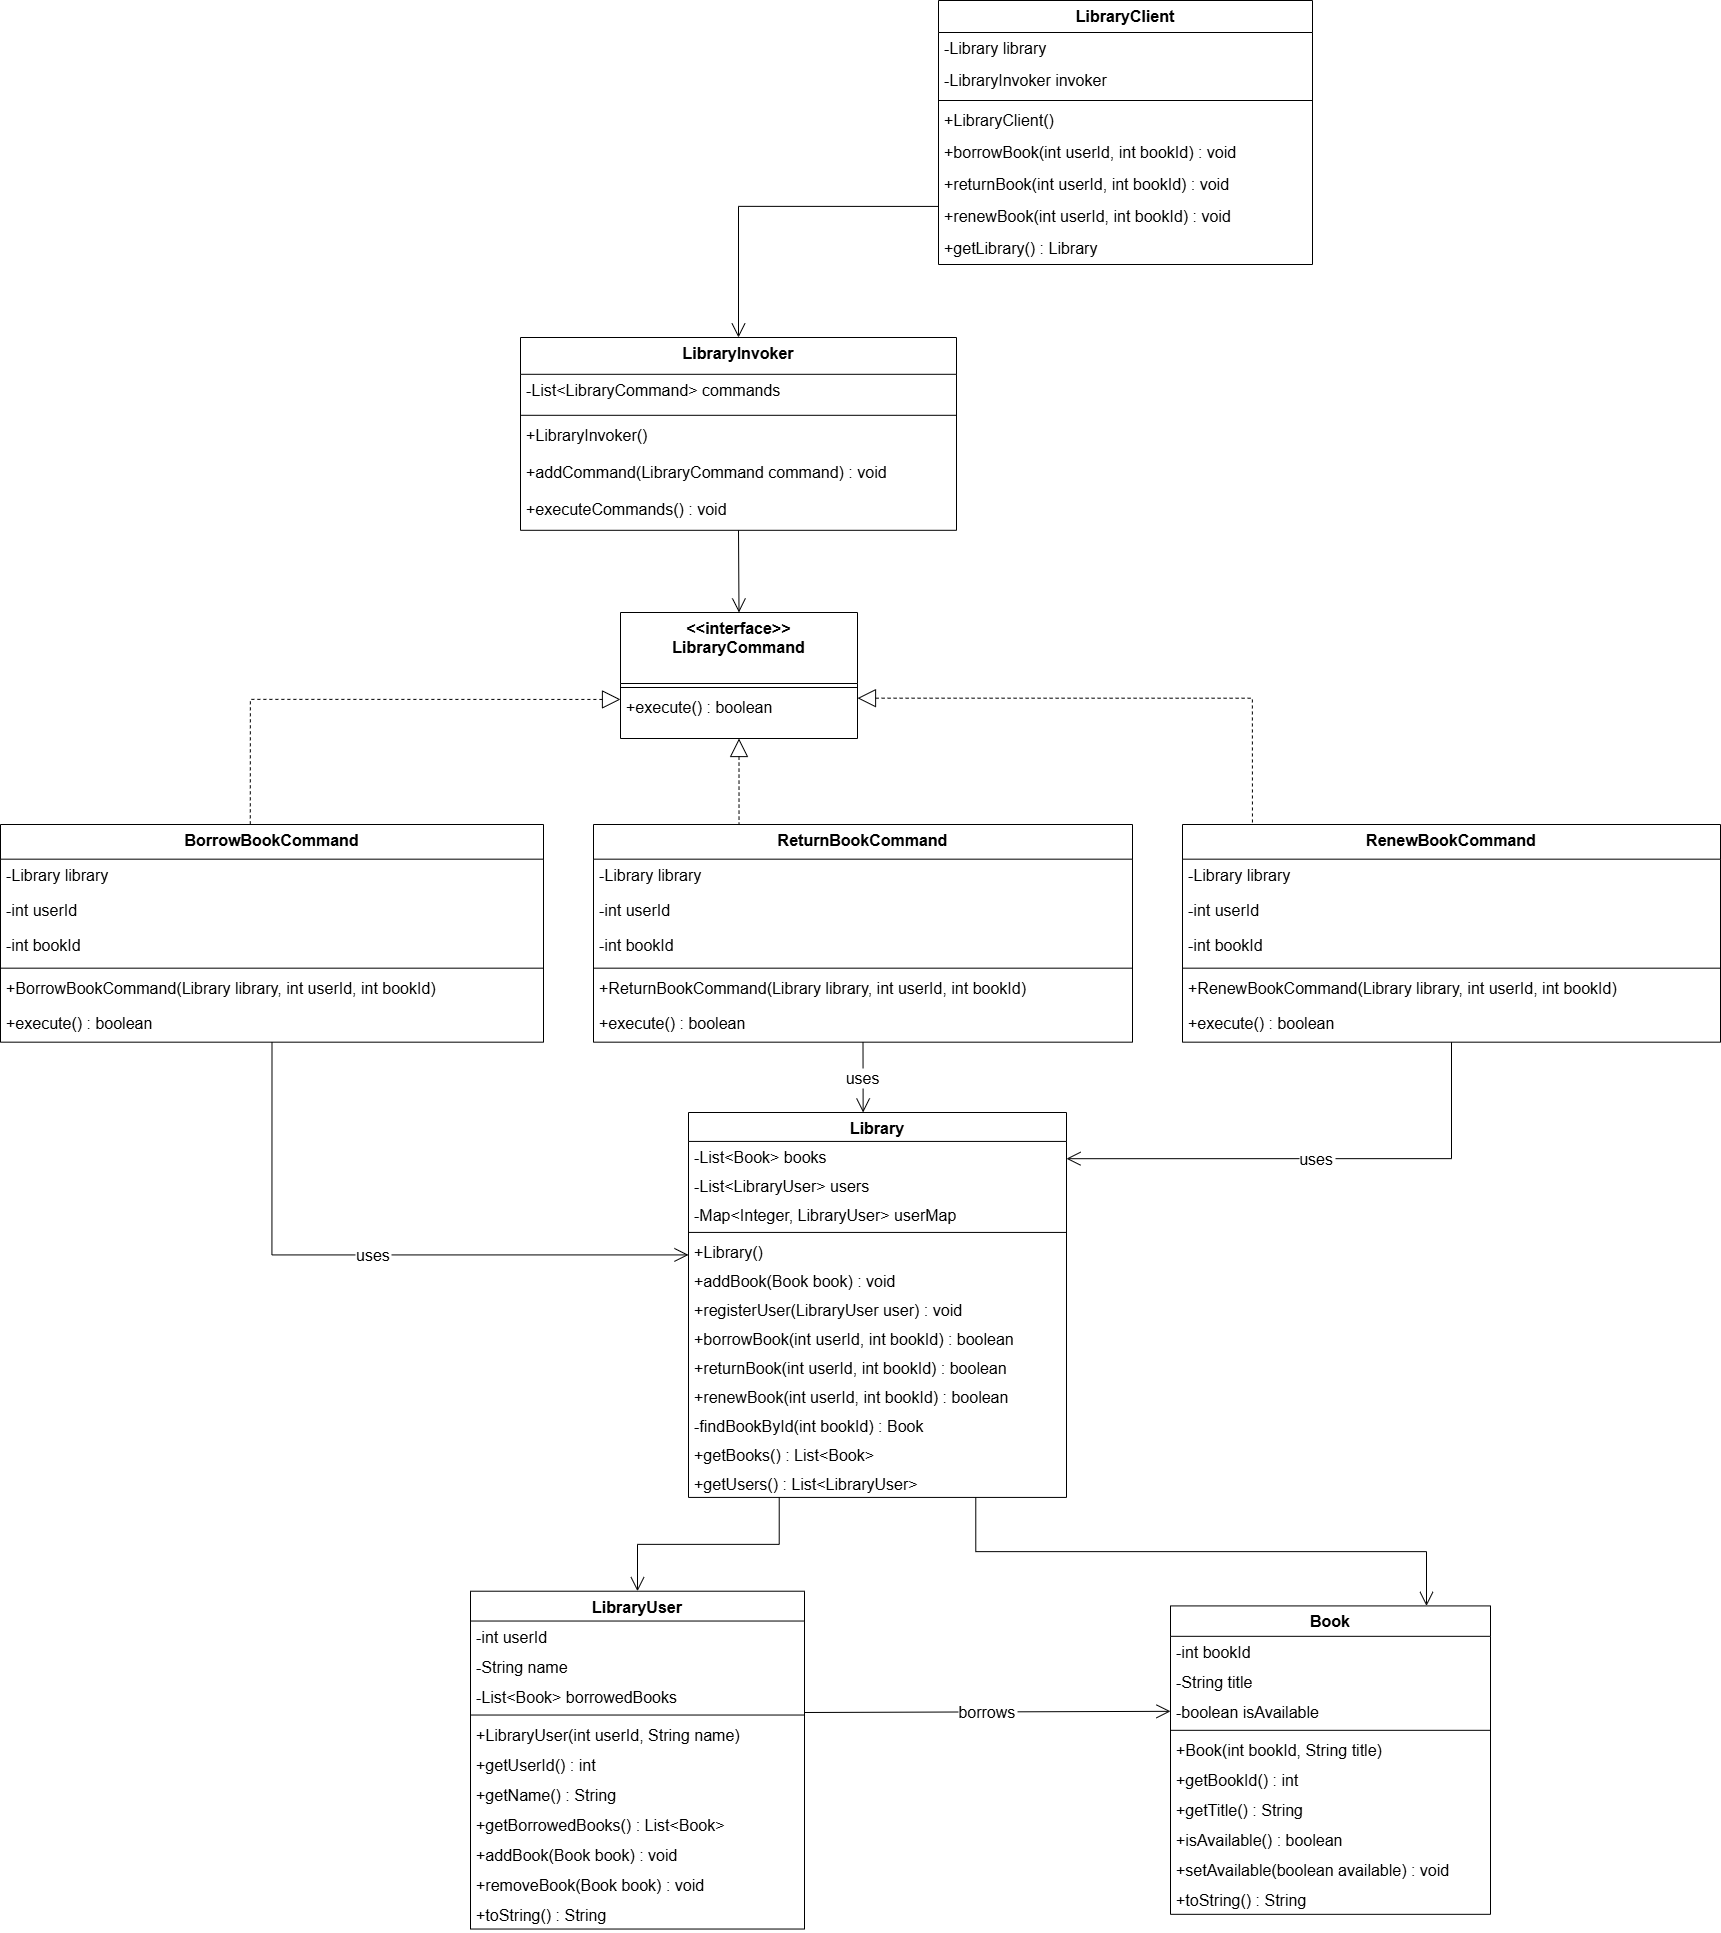 LibraryClient
-Library library
-LibraryInvoker invoker
+LibraryClient()
+borrowBook(int userId, int bookId) : void
+returnBook(int userId, int bookId) : void
+renewBook(int userId, int bookId) : void
+getLibrary() : Library
LibraryInvoker
-List<LibraryCommand> commands
+LibraryInvoker()
+addCommand(LibraryCommand command) : void
+executeCommands() : void
<<interface>>
LibraryCommand
+execute() : boolean
BorrowBookCommand
-Library library
-int userId
-int bookId
+BorrowBookCommand(Library library, int userId, int bookId)
+execute() : boolean
ReturnBookCommand
-Library library
-int userId
-int bookId
+ReturnBookCommand(Library library, int userId, int bookId)
+execute() : boolean
RenewBookCommand
-Library library
-int userId
-int bookId
+RenewBookCommand(Library library, int userId, int bookId)
+execute() : boolean
uses
uses
uses
Library
-List<Book> books
-List<LibraryUser> users
-Map<Integer, LibraryUser> userMap
+Library()
+addBook(Book book) : void
+registerUser(LibraryUser user) : void
+borrowBook(int userId, int bookId) : boolean
+returnBook(int userId, int bookId) : boolean
+renewBook(int userId, int bookId) : boolean
-findBookById(int bookId) : Book
+getBooks() : List<Book>
+getUsers() : List<LibraryUser>
LibraryUser
-int userId
-String name
-List<Book> borrowedBooks
+LibraryUser(int userId, String name)
+getUserId() : int
+getName() : String
+getBorrowedBooks() : List<Book>
+addBook(Book book) : void
+removeBook(Book book) : void
+toString() : String
borrows
Book
-int bookId
-String title
-boolean isAvailable
+Book(int bookId, String title)
+getBookId() : int
+getTitle() : String
+isAvailable() : boolean
+setAvailable(boolean available) : void
+toString() : String